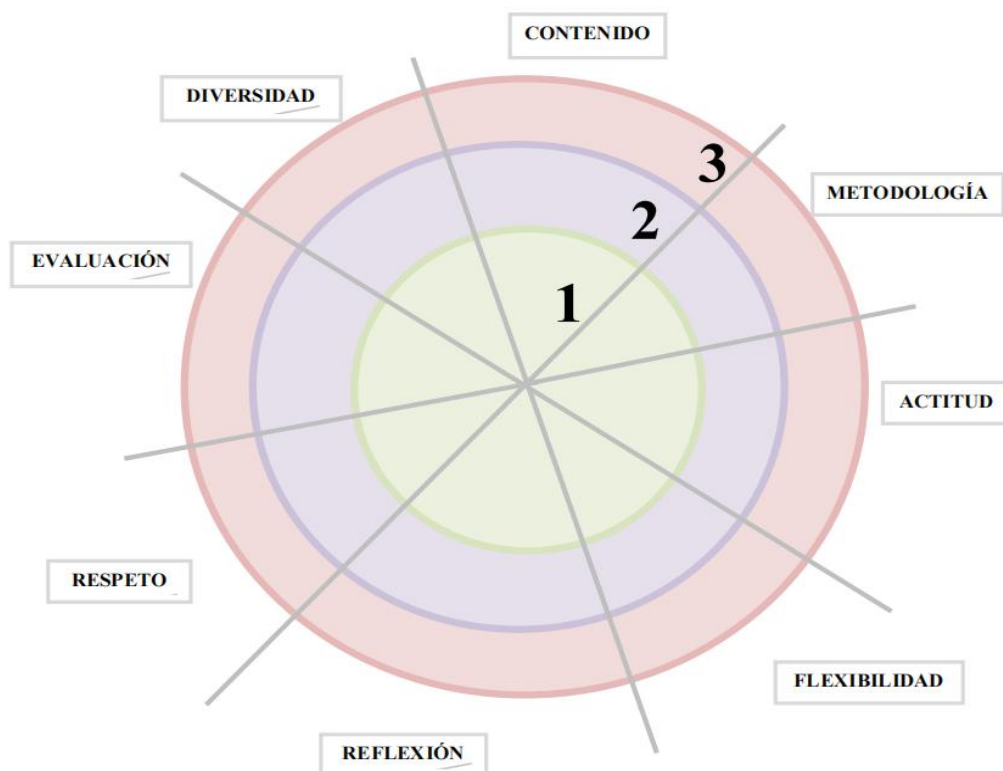 CONTENIDO
DIVERSIDAD
3
METODOLOGÍA
2
EVALUACIÓN
1
ACTITUD
RESPETO
FLEXIBILIDAD
REFLEXIÓN